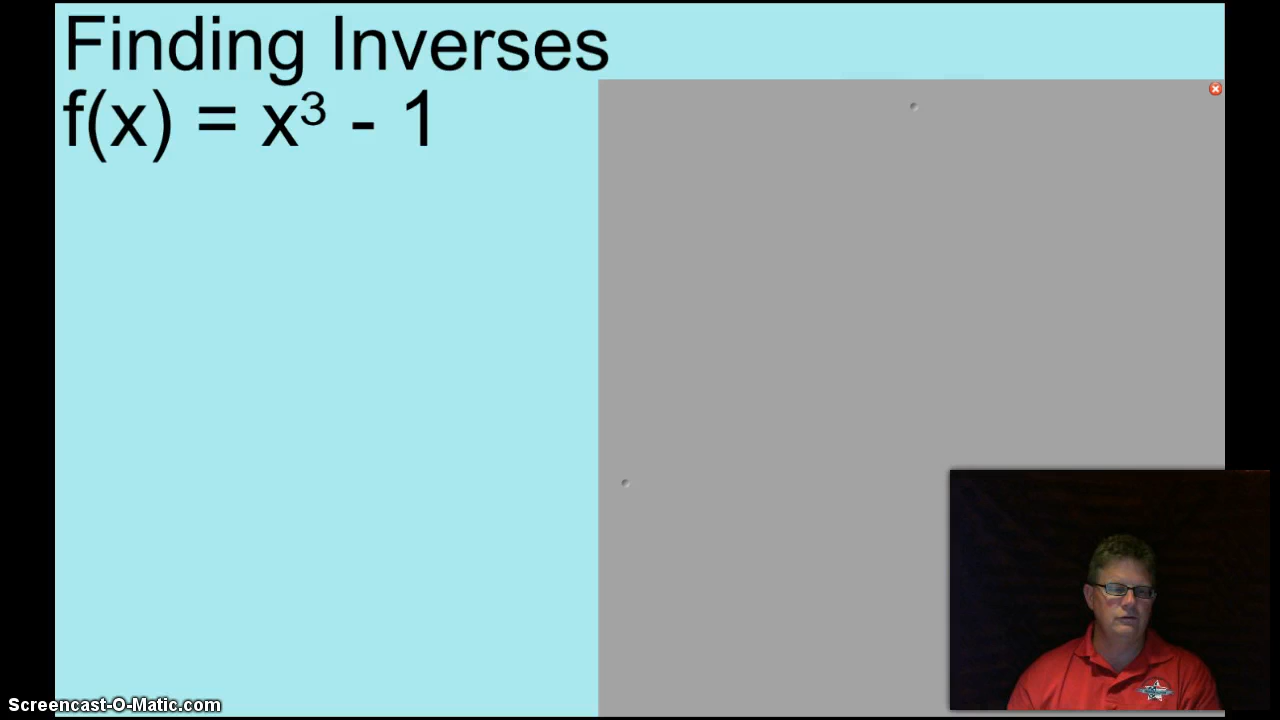 Finding Inverses
f(x) = x³ - 1
Screencast-O-Matic.com